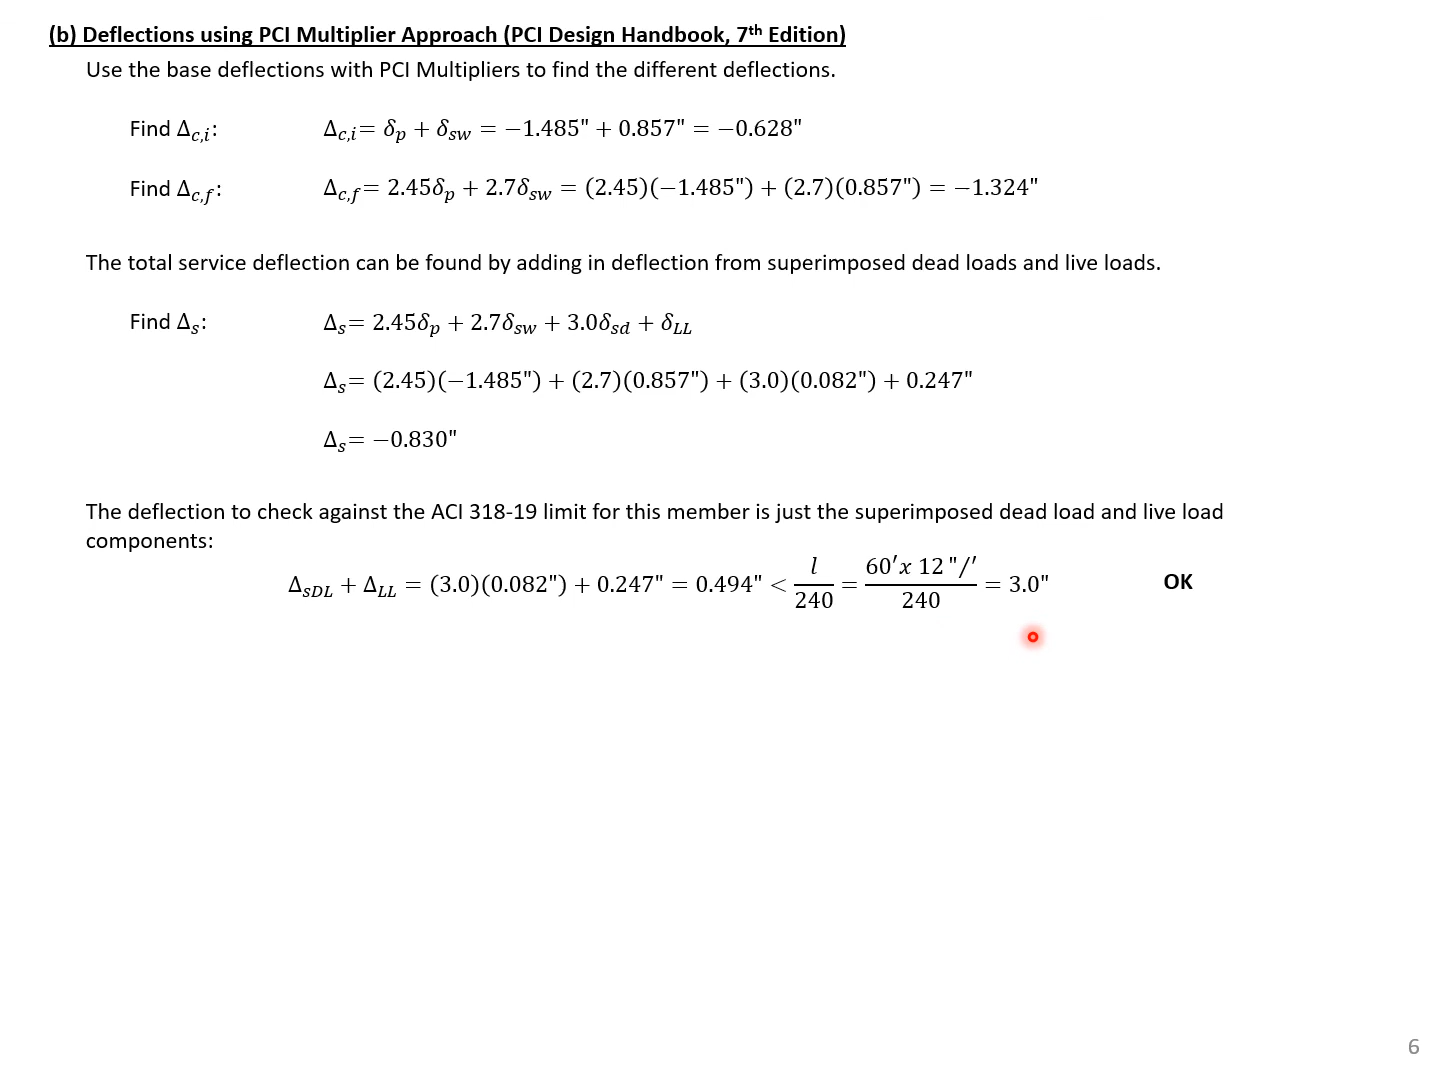 (b) Deflections using PCI Multiplier Approach (PCI Design Handbook, 7th Edition)
Use the base deflections with PCI Multipliers to find the different deflections.
Find Δc,i: Δc,i= δp + δsw = −1.485" + 0.857" = −0.628"
Find Δc,f: Δc,f= 2.45δp + 2.7δsw = (2.45)(−1.485") + (2.7)(0.857") = −1.324"
The total service deflection can be found by adding in deflection from superimposed dead loads and live loads.
Find Δs: Δs= 2.45δp + 2.7δsw + 3.0δsd + δLL
Δs= (2.45)(−1.485") + (2.7)(0.857") + (3.0)(0.082") + 0.247"
Δs= −0.830"
The deflection to check against the ACI 318-19 limit for this member is just the superimposed dead load and live load
components:
ΔsDL + ΔLL = (3.0)(0.082") + 0.247" = 0.494" < l/240 = 60′x 12 "/′/240 = 3.0" OK
6